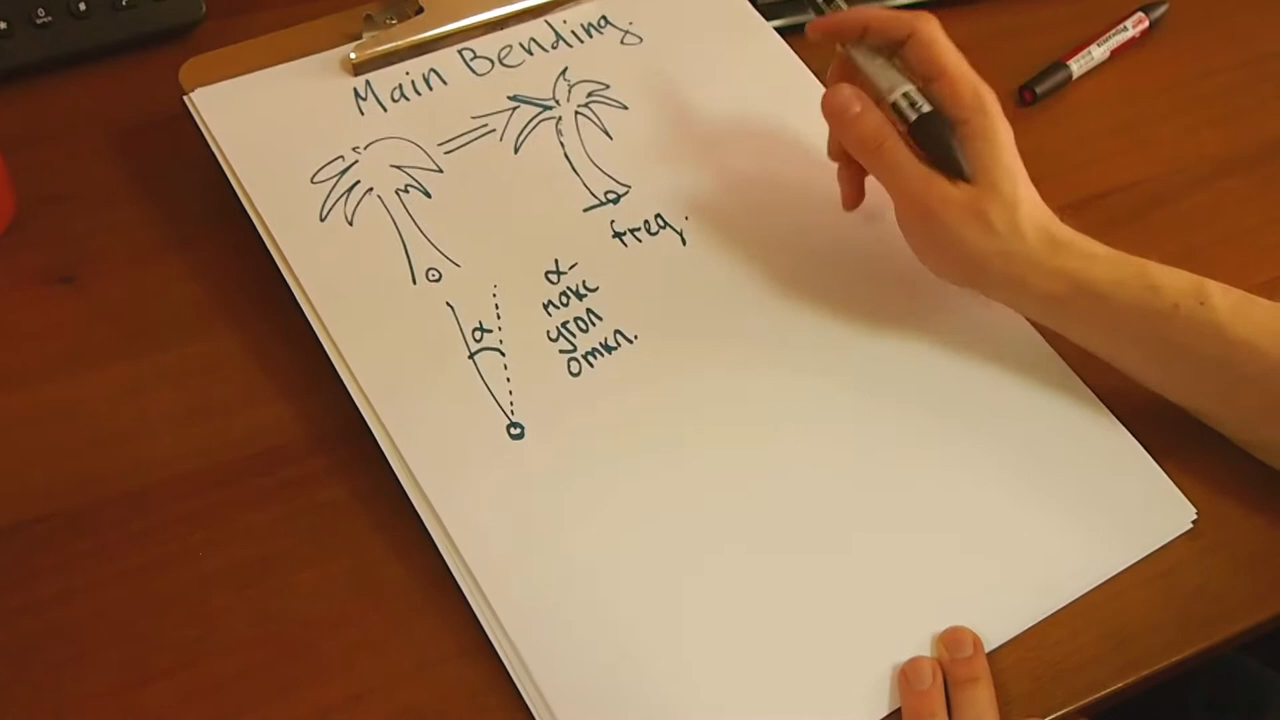 Main Bending.
freq.
α
α-
макс
угол
откл.